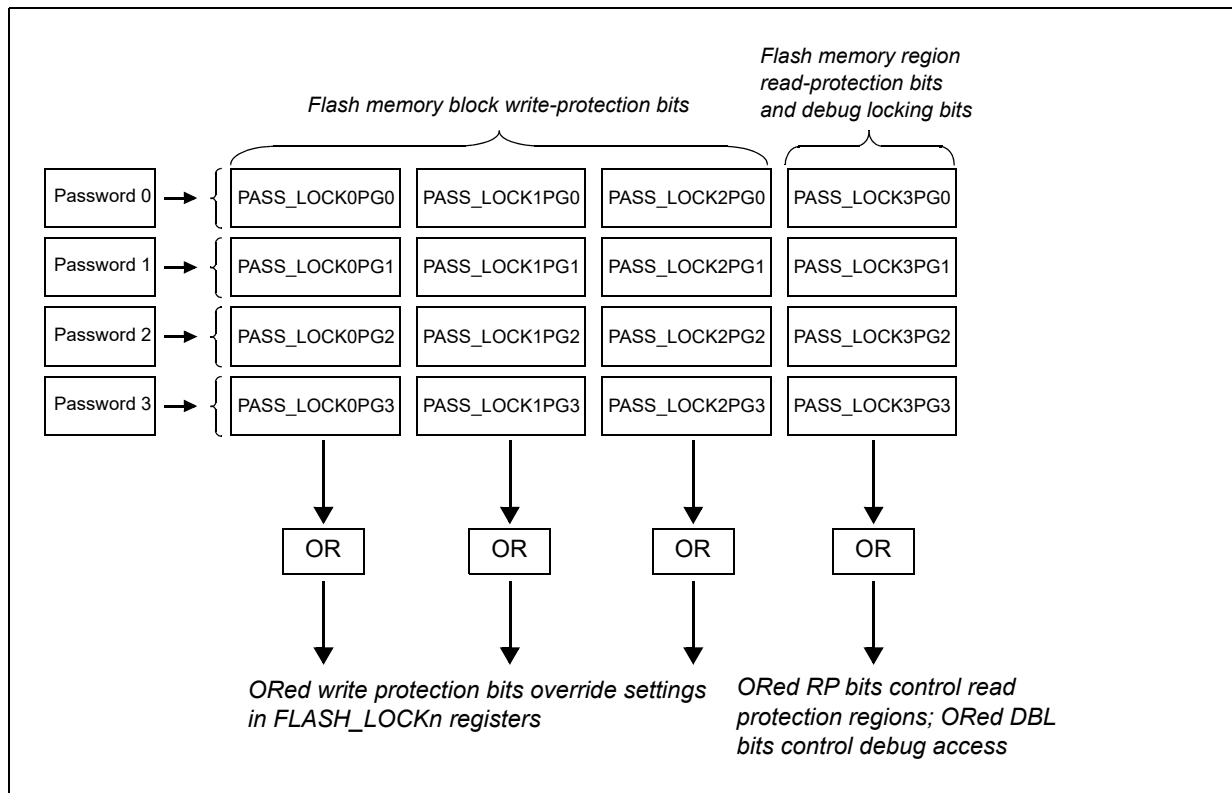 Flash memory region
read-protection bits
and debug locking bits
Flash memory block write-protection bits
Password 0
PASS_LOCK0PG0
PASS_LOCK1PG0
PASS_LOCK2PG0
PASS_LOCK3PG0
Password 1
PASS_LOCK0PG1
PASS_LOCK1PG1
PASS_LOCK2PG1
PASS_LOCK3PG1
Password 2
PASS_LOCK0PG2
PASS_LOCK1PG2
PASS_LOCK2PG2
PASS_LOCK3PG2
Password 3
PASS_LOCK0PG3
PASS_LOCK1PG3
PASS_LOCK2PG3
PASS_LOCK3PG3
OR
OR
OR
OR
ORed write protection bits override settings
in FLASH_LOCKn registers
ORed RP bits control read
protection regions; ORed DBL
bits control debug access